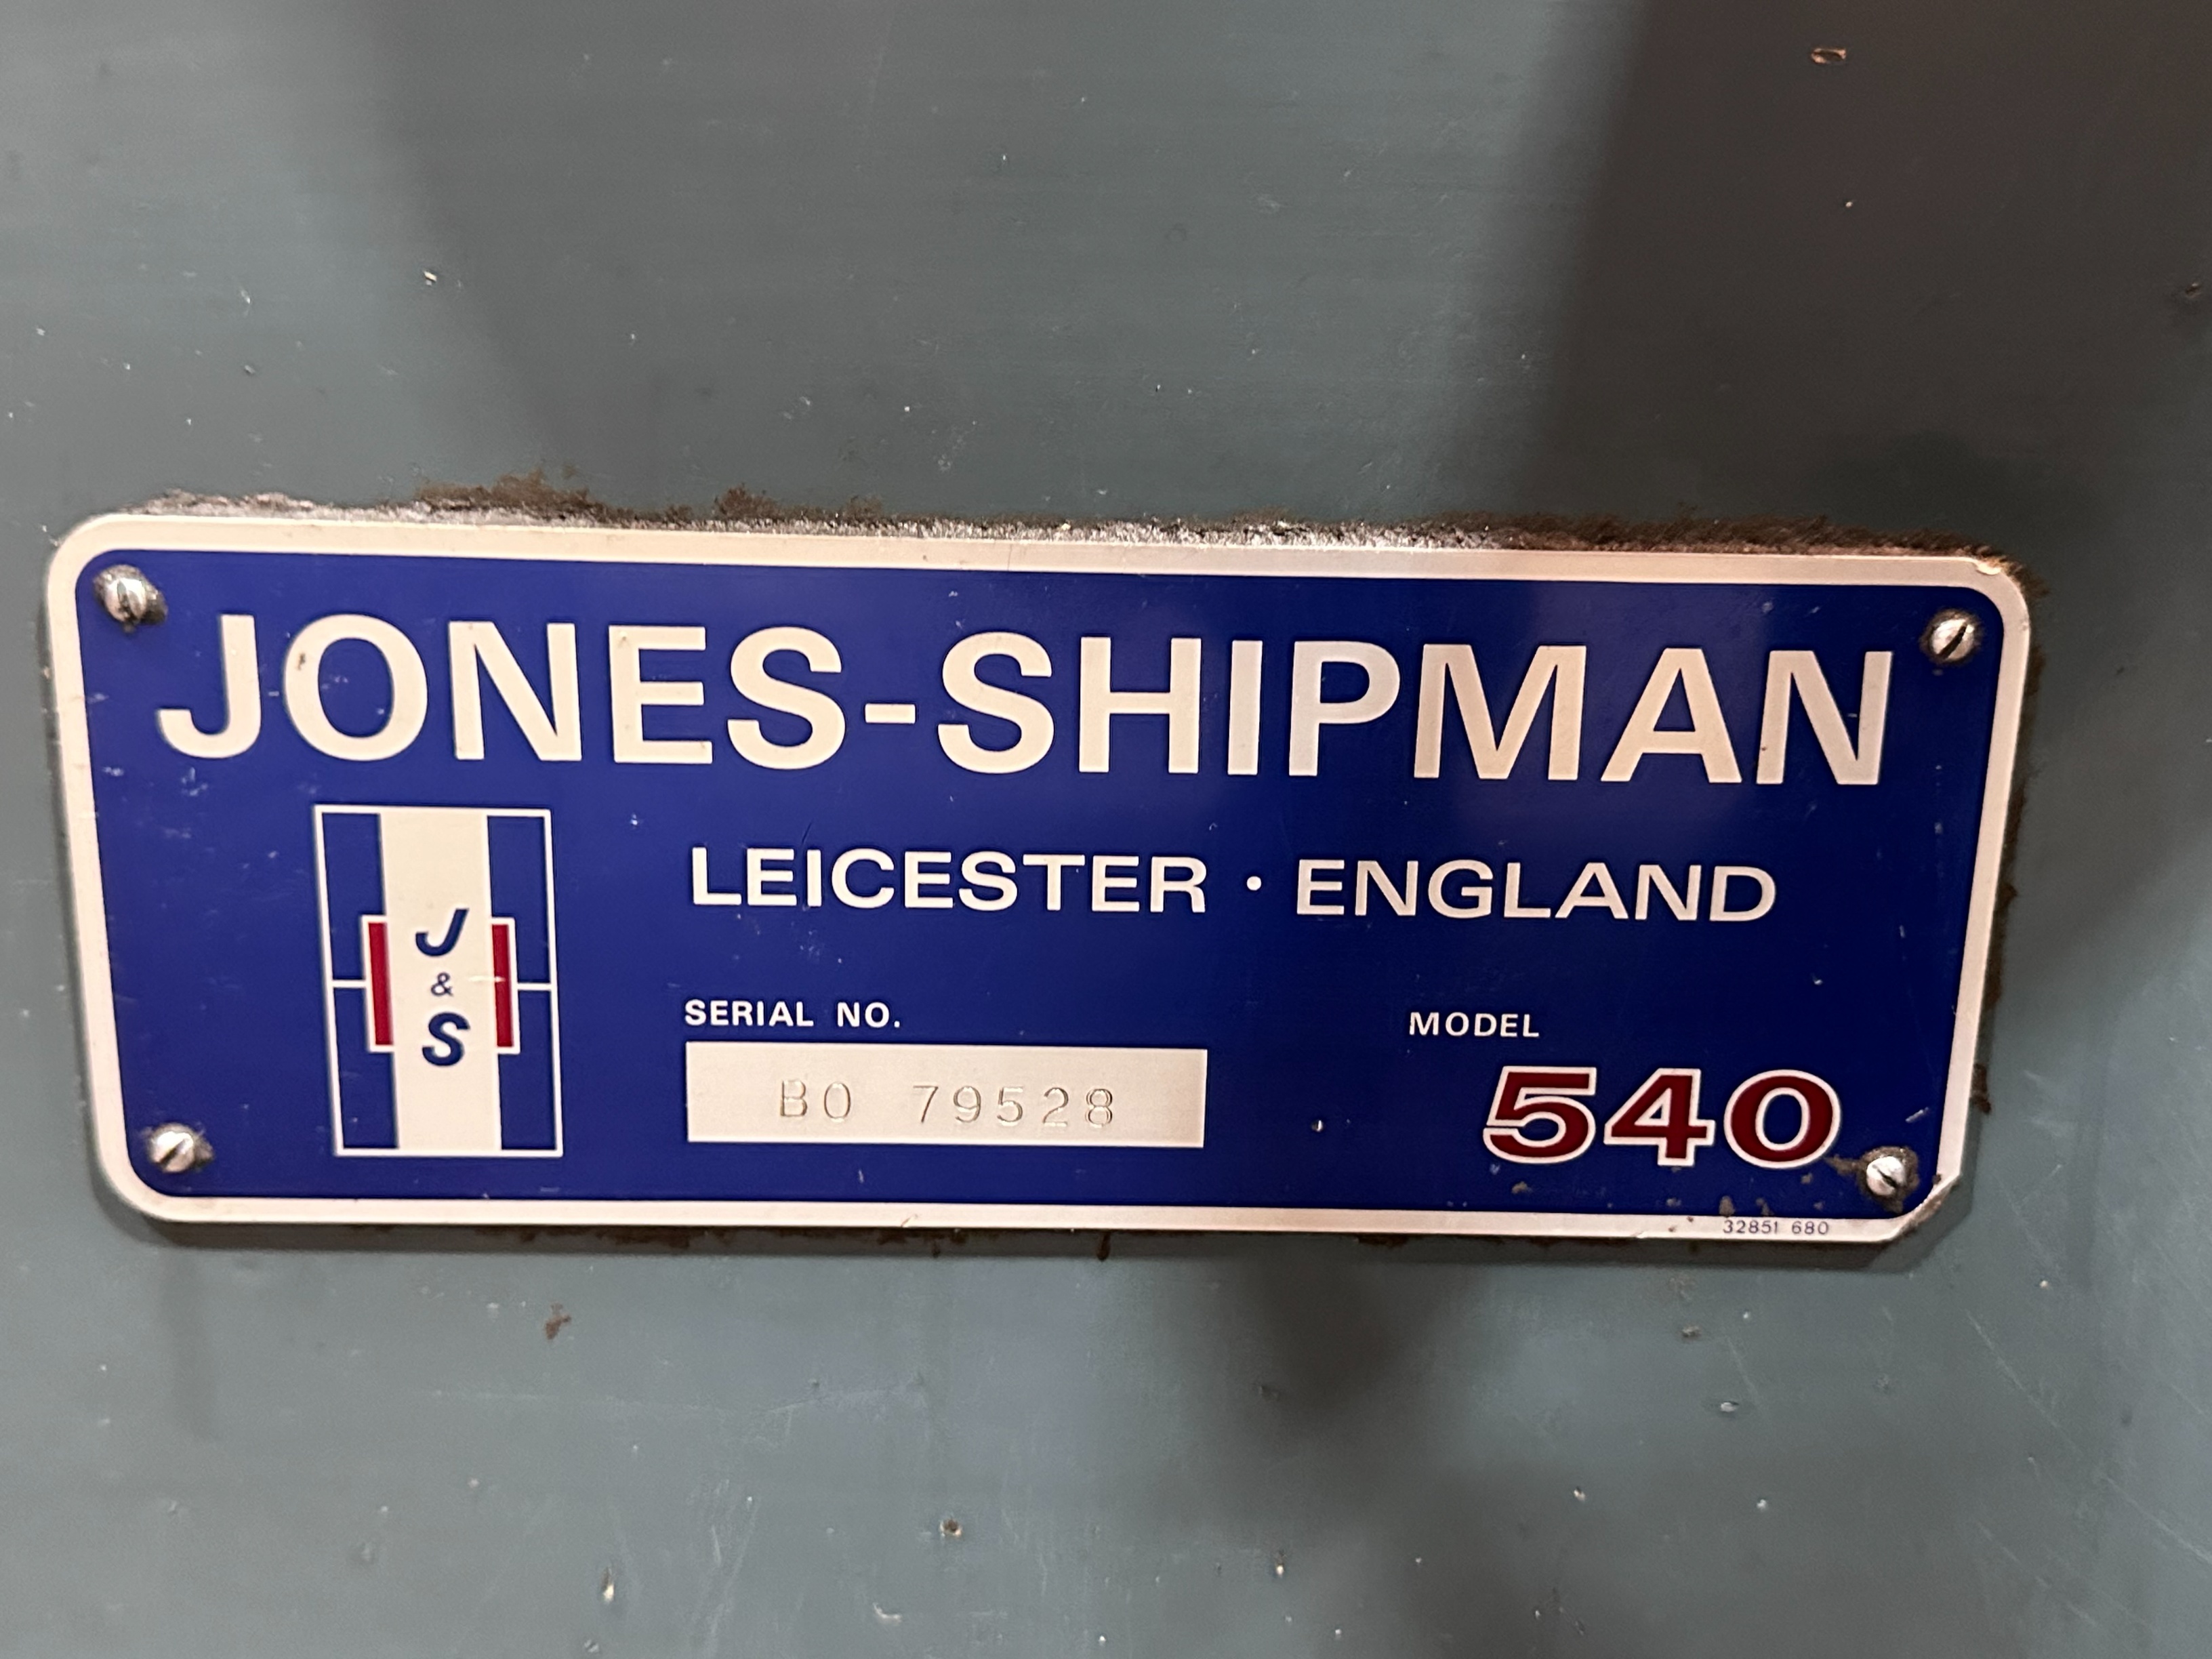 JONES-SHIPMAN
LEICESTER · ENGLAND
J
&
S
SERIAL NO.
BO 79528
MODEL
540
32851 680